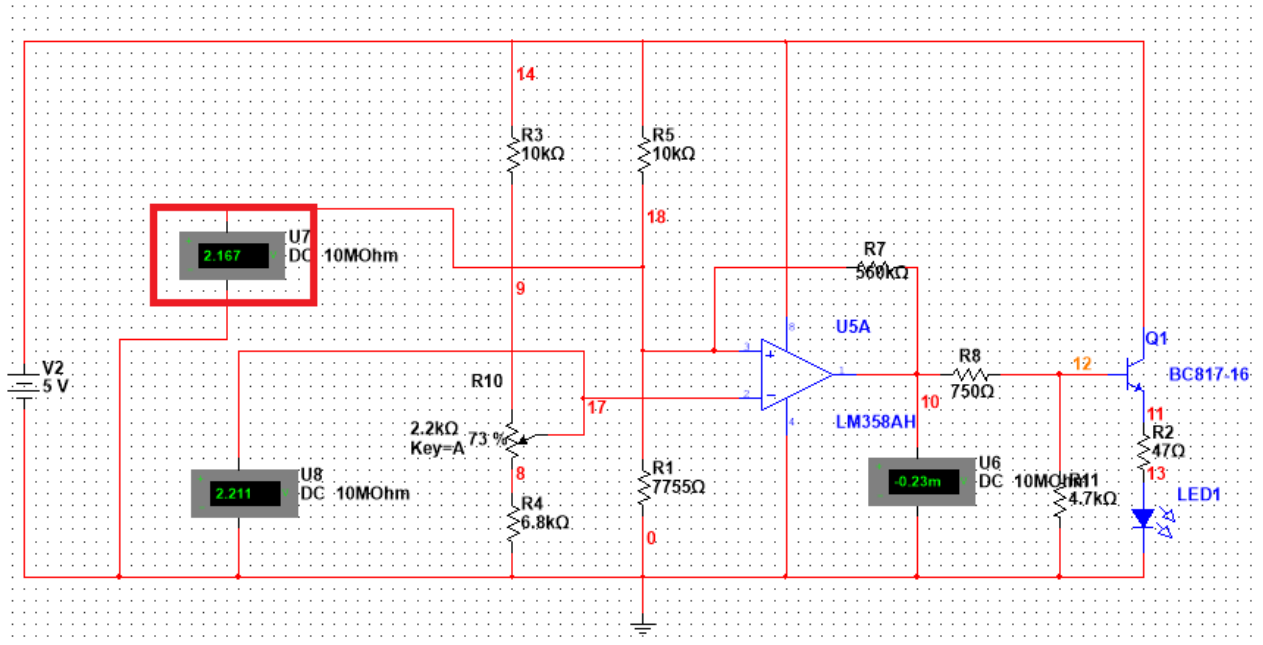 14
R3
10kΩ
R5
10kΩ
18
U7
2.167
DC 10MOhm
R7
560kΩ
9
U5A
8
V2
5 V
3
+
1
R8
750Ω
12
Q1
BC817-16
R10
17
2
−
10
LM358AH
4
11
R2
47Ω
2.2kΩ
Key=A
73 %
8
U8
2.211
DC 10MOhm
R4
6.8kΩ
R1
7755Ω
0
U6
-0.23m
DC 10MOhm
R11
4.7kΩ
13
LED1